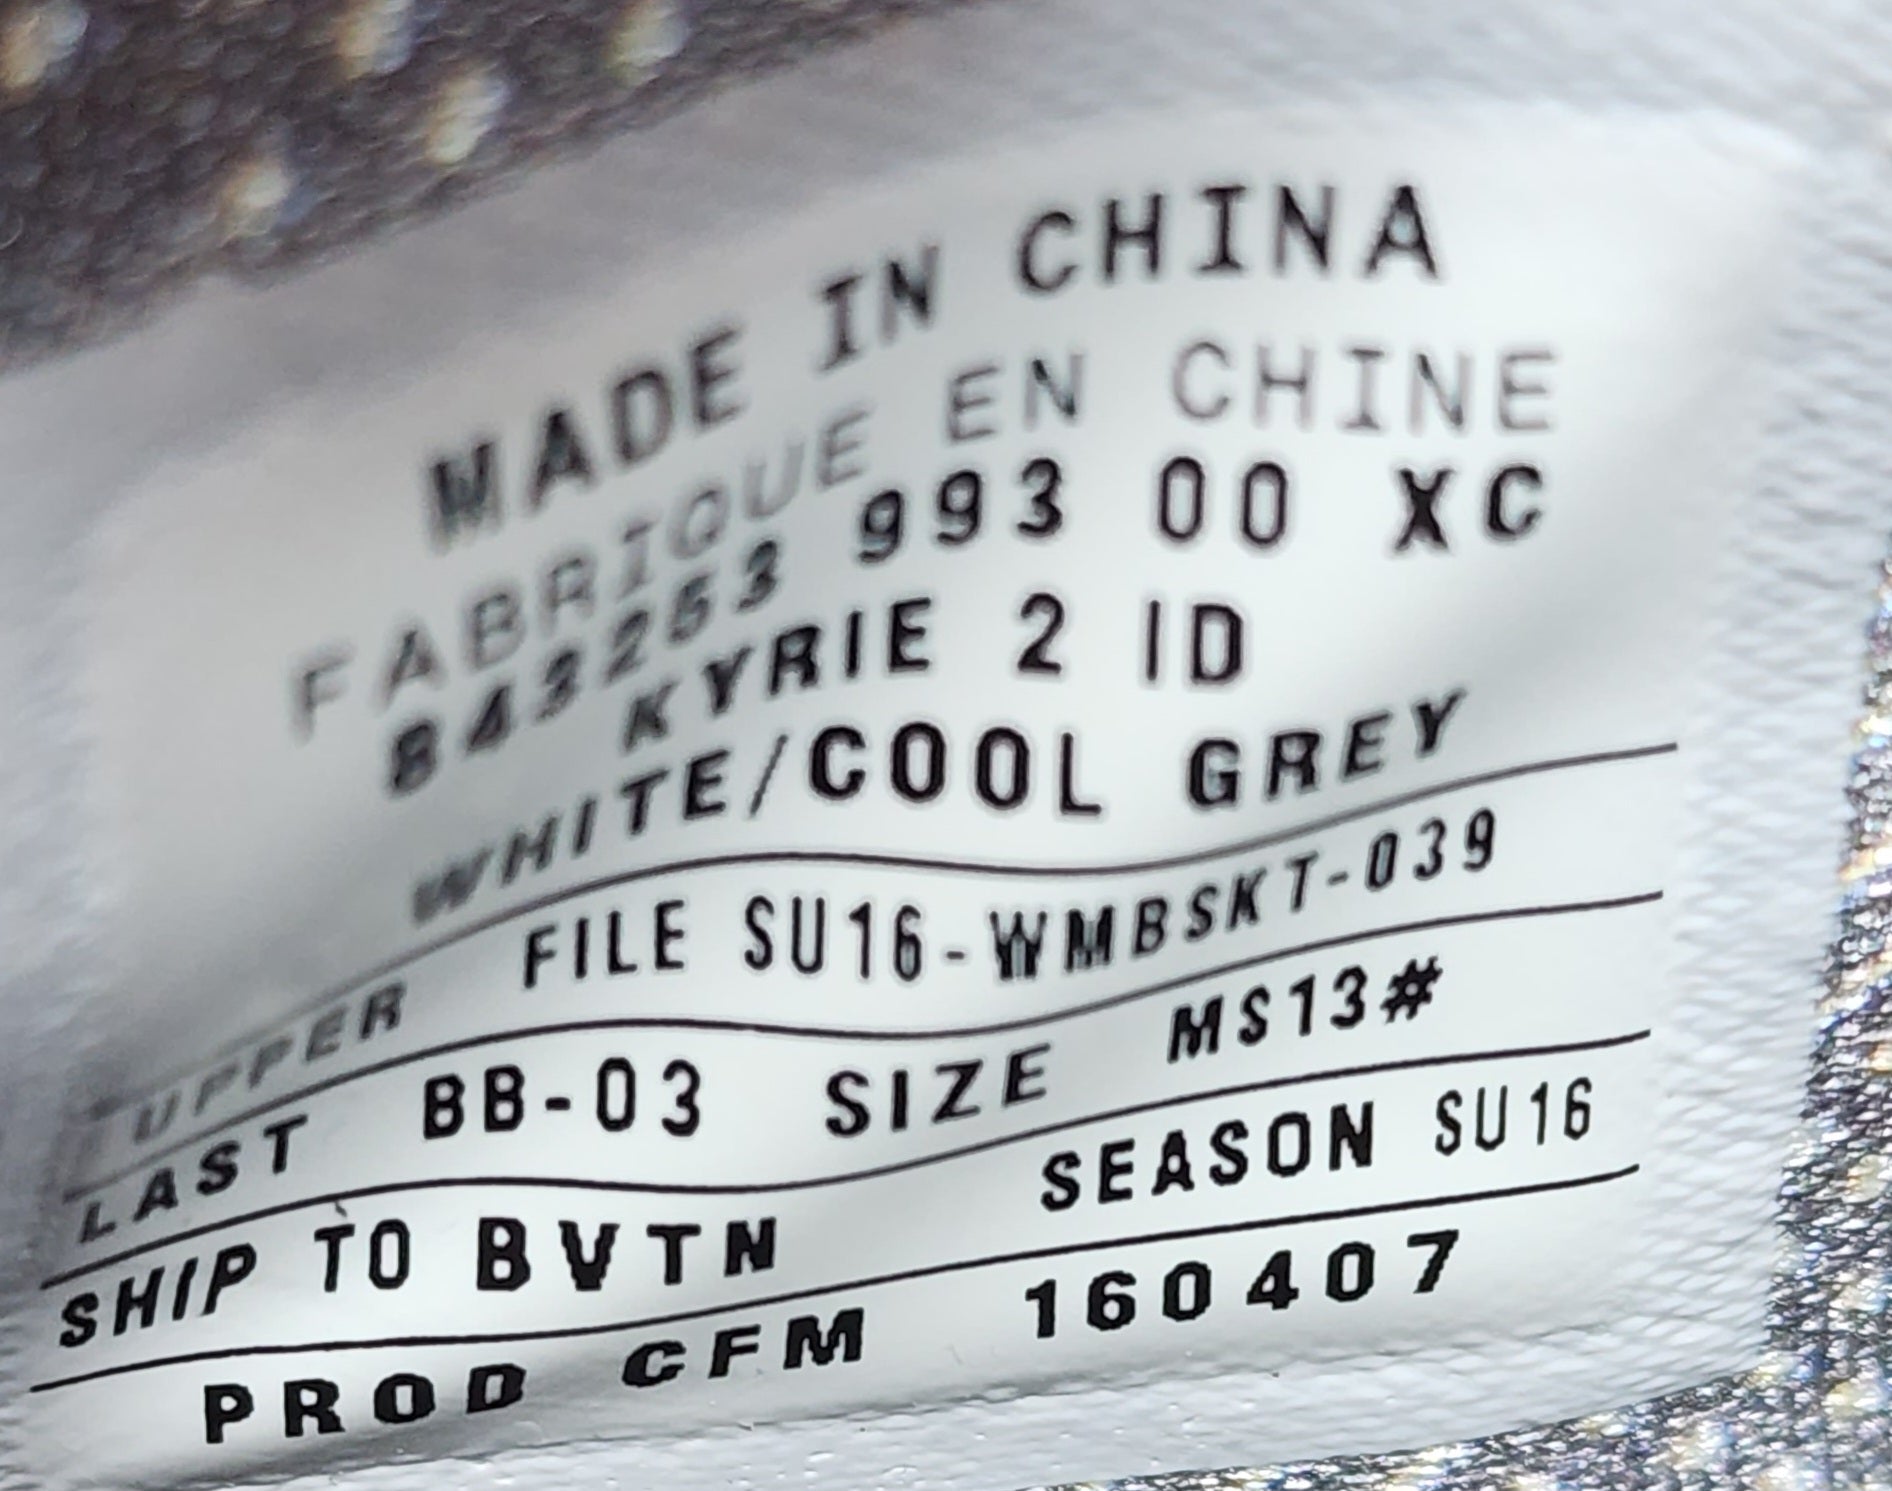 MADE IN CHINA
FABRIQUE EN CHINE
843253 993 00 XC
KYRIE 2 ID
WHITE/COOL GREY
UPPER FILE SU16-WMBSKT-039
LAST BB-03 SIZE MS13#
SHIP TO BVTN SEASON SU16
PROD CFM 160407